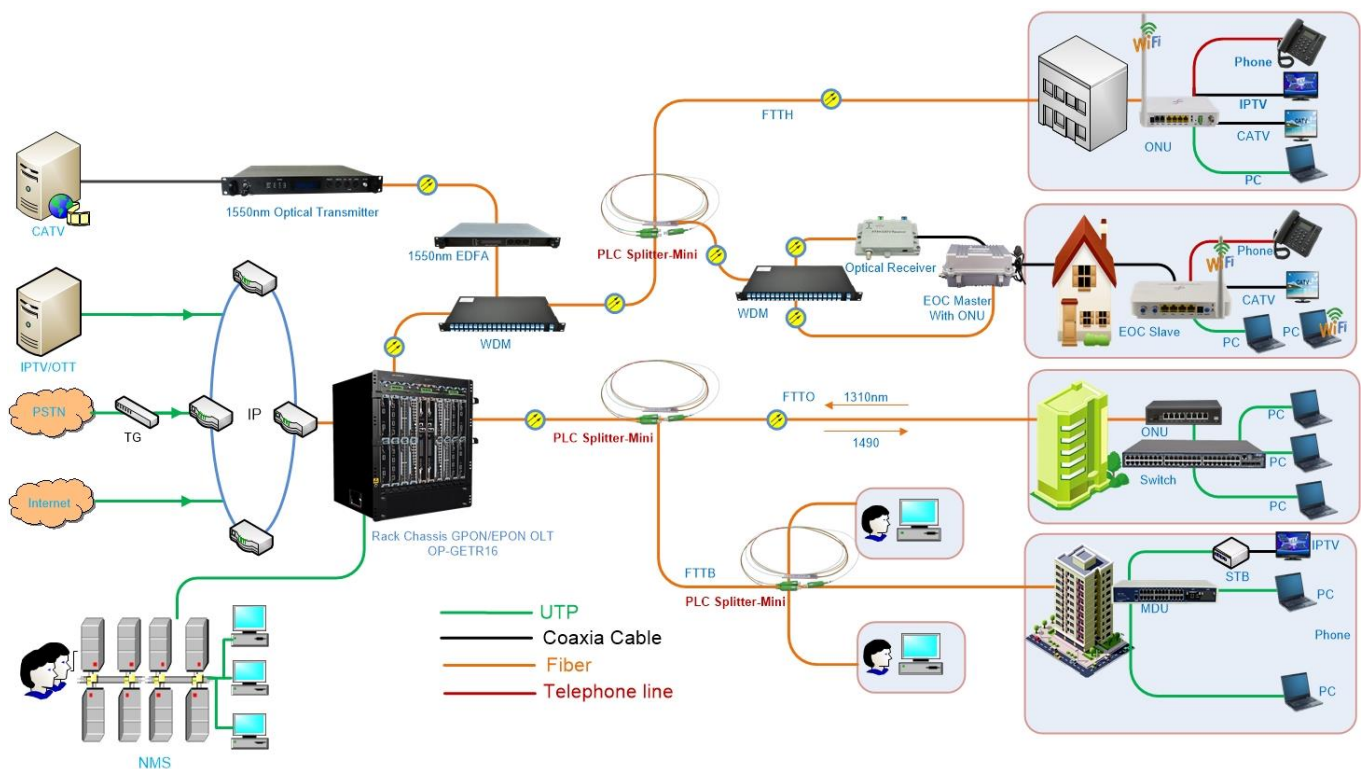 WiFi
Phone
IPTV
CATV
ONU
PC
FTTH
CATV
1550nm Optical Transmitter
1550nm EDFA
PLC Splitter-Mini
WDM
Optical Receiver
WDM
EOC Master
With ONU
Phone
WiFi
CATV
EOC Slave
PC
PC
WiFi
IPTV/OTT
PSTN
TG
IP
Internet
Rack Chassis GPON/EPON OLT
OP-GETR16
PLC Splitter-Mini
FTTO
1310nm
1490
ONU
Switch
PC
PC
PC
FTTB
PLC Splitter-Mini
MDU
STB
IPTV
PC
Phone
PC
NMS
UTP
Coaxia Cable
Fiber
Telephone line